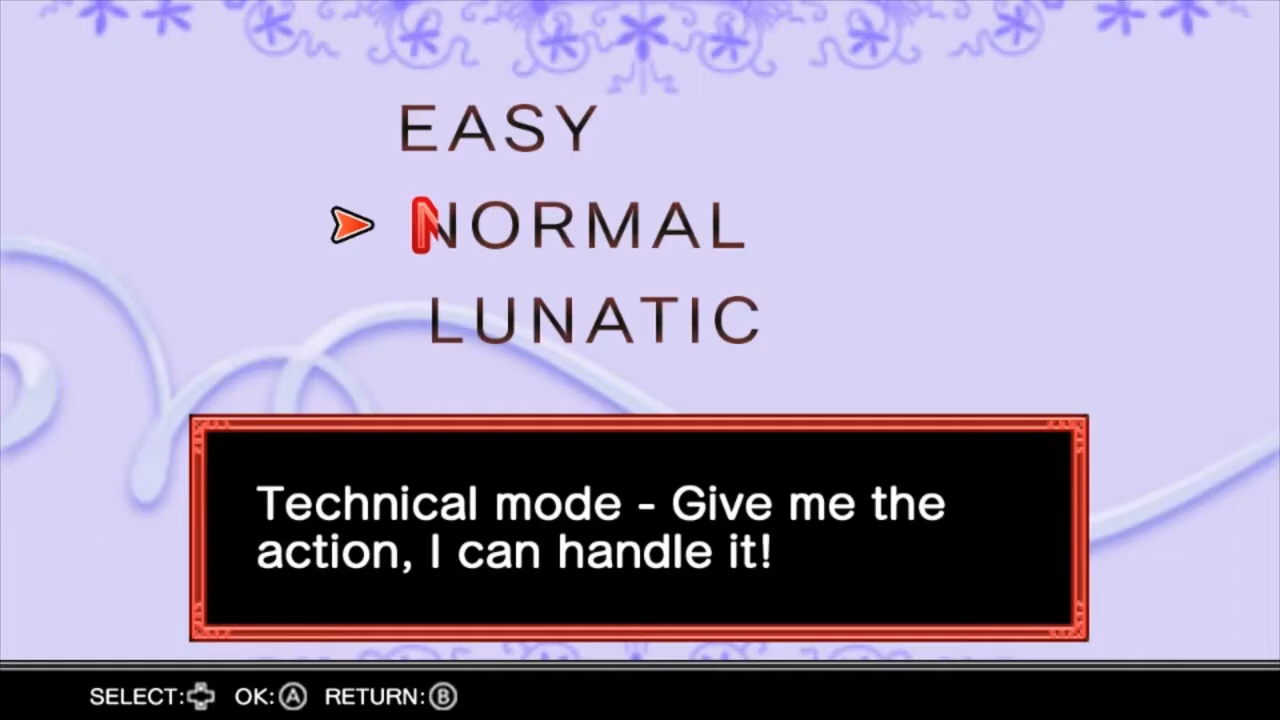 EASY
NORMAL
LUNATIC
Technical mode - Give me the
action, I can handle it!
SELECT: OK:Ⓐ RETURN:Ⓑ